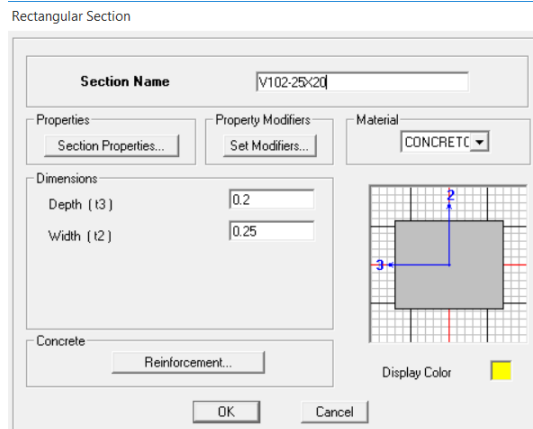 Rectangular Section
Section Name V102-25X20
Properties Property Modifiers Material
Section Properties... Set Modifiers... CONCRETC
Dimensions
Depth ( t3 ) 0.2
Width ( t2 ) 0.25
2
3
Concrete
Reinforcement...
Display Color
OK Cancel